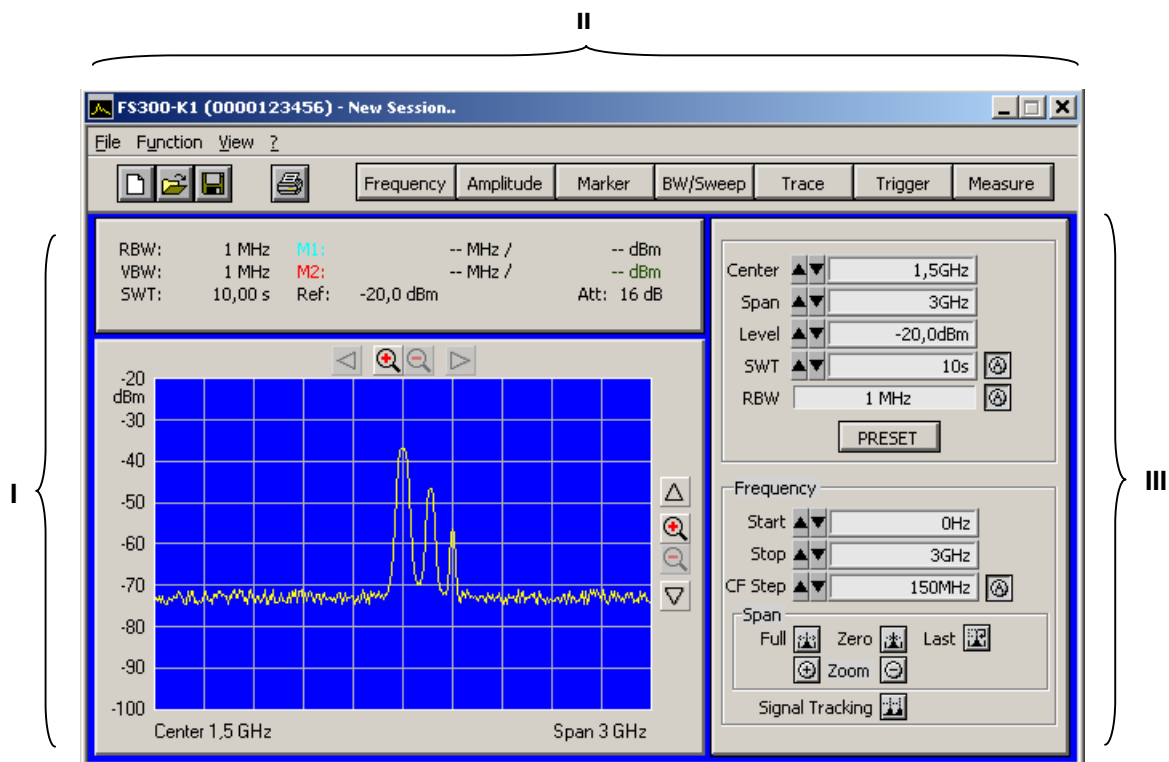 II
FS300-K1 (0000123456) - New Session..
File Function View ?
Frequency Amplitude Marker BW/Sweep Trace Trigger Measure
I
RBW: 1 MHz M1: -- MHz / -- dBm
VBW: 1 MHz M2: -- MHz / -- dBm
SWT: 10,00 s Ref: -20,0 dBm Att: 16 dB
-20
dBm
-30
-40
-50
-60
-70
-80
-90
-100
Center 1,5 GHz Span 3 GHz
Center 1,5GHz
Span 3GHz
Level -20,0dBm
SWT 10s
RBW 1 MHz
PRESET
Frequency
Start 0Hz
Stop 3GHz
CF Step 150MHz
Span
Full Zero Last
Zoom
Signal Tracking
III